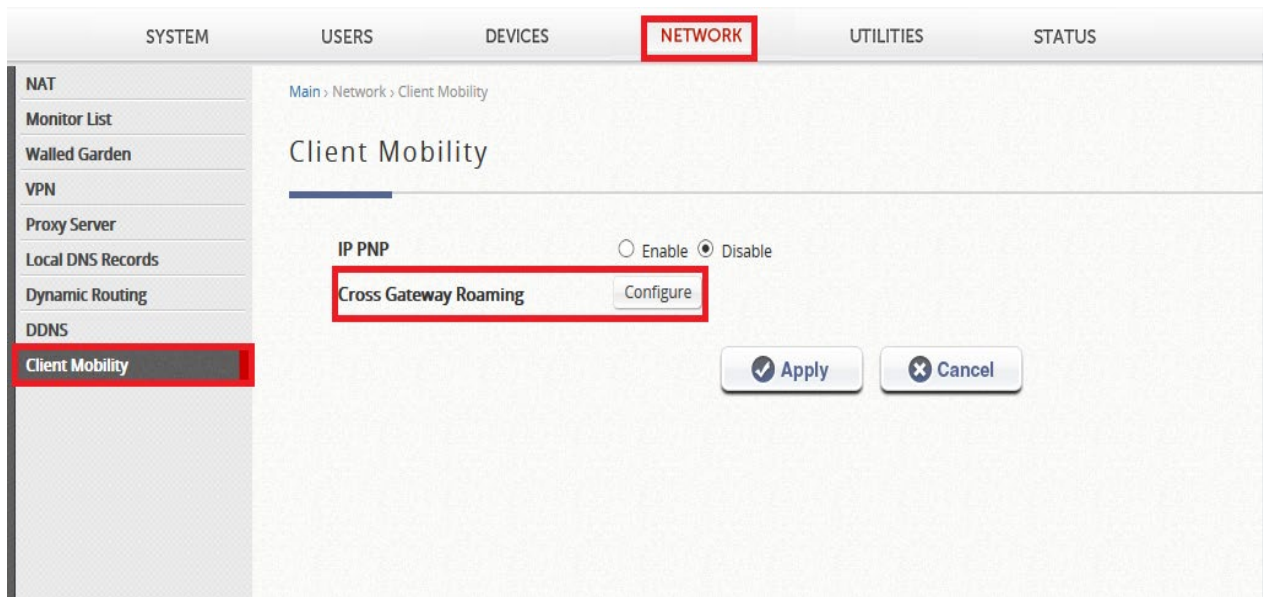 SYSTEM USERS DEVICES NETWORK UTILITIES STATUS
NAT
Monitor List
Walled Garden
VPN
Proxy Server
Local DNS Records
Dynamic Routing
DDNS
Client Mobility
Main › Network › Client Mobility
Client Mobility
IP PNP Enable Disable
Cross Gateway Roaming Configure
Apply Cancel